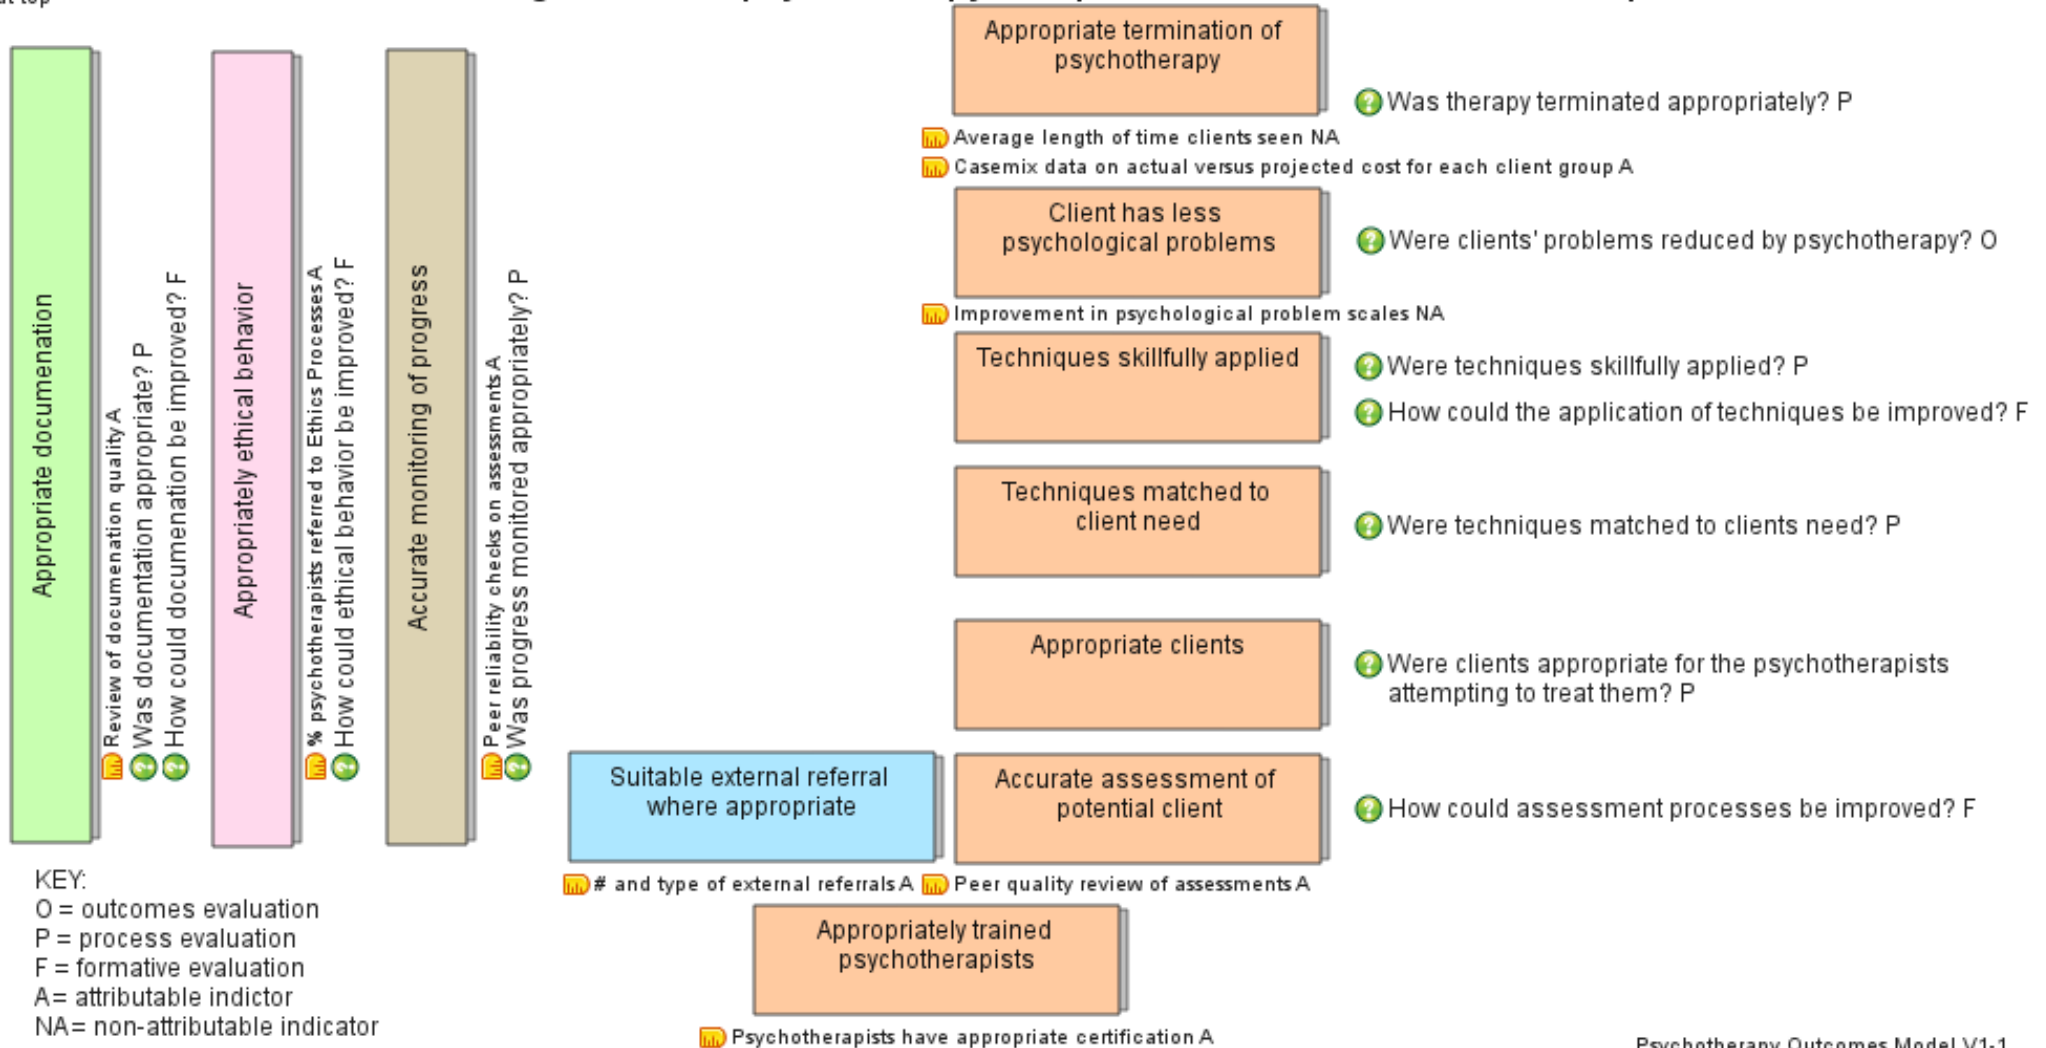 at top
Appropriate documenation
Review of documenation quality A
Was documentation appropriate? P
How could documenation be improved? F
Appropriately ethical behavior
% psychotherapists referred to Ethics Processes A
How could ethical behavior be improved? F
Accurate monitoring of progress
Peer reliability checks on assessments A
Was progress monitored appropriately? P
Appropriate termination of
psychotherapy
Was therapy terminated appropriately? P
Average length of time clients seen NA
Casemix data on actual versus projected cost for each client group A
Client has less
psychological problems
Were clients' problems reduced by psychotherapy? O
Improvement in psychological problem scales NA
Techniques skillfully applied
Were techniques skillfully applied? P
How could the application of techniques be improved? F
Techniques matched to
client need
Were techniques matched to clients need? P
Appropriate clients
Were clients appropriate for the psychotherapists
attempting to treat them? P
Suitable external referral
where appropriate
Accurate assessment of
potential client
How could assessment processes be improved? F
# and type of external referrals A
Peer quality review of assessments A
Appropriately trained
psychotherapists
Psychotherapists have appropriate certification A
KEY:
O = outcomes evaluation
P = process evaluation
F = formative evaluation
A= attributable indictor
NA= non-attributable indicator
Psychotherapy Outcomes Model V1-1